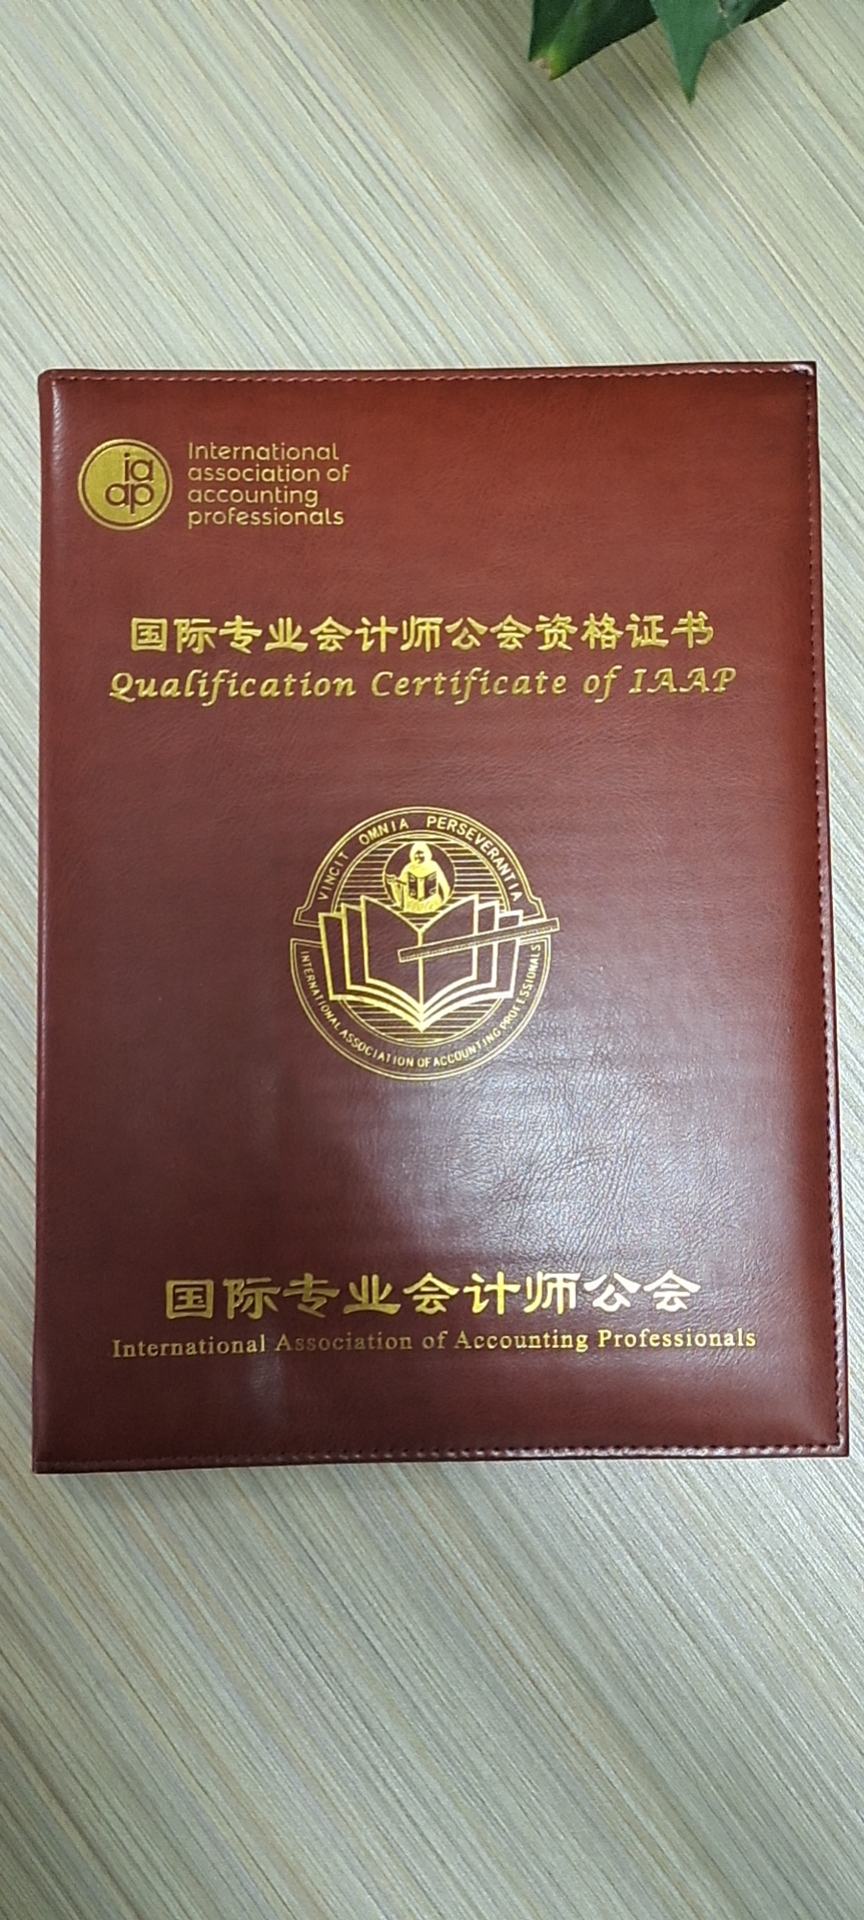 ia
ap
International
association of
accounting
professionals
国际专业会计师公会资格证书
Qualification Certificate of IAAP
VINCIT OMNIA PERSEVERANTIA
INTERNATIONAL ASSOCIATION OF ACCOUNTING PROFESSIONALS
国际专业会计师公会
International Association of Accounting Professionals